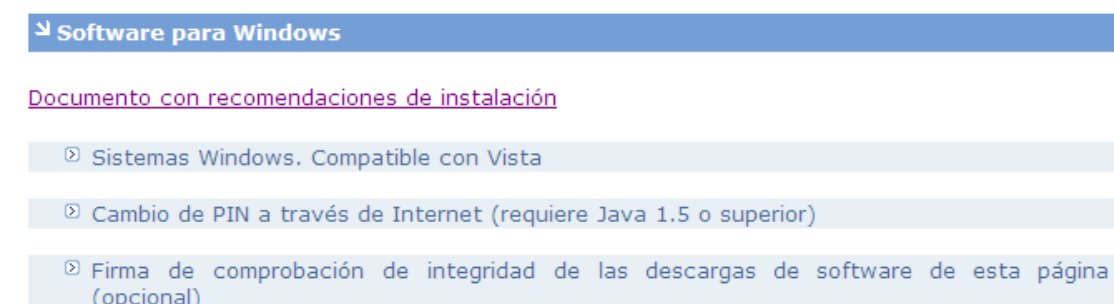 Software para Windows
Documento con recomendaciones de instalación
Sistemas Windows. Compatible con Vista
Cambio de PIN a través de Internet (requiere Java 1.5 o superior)
Firma de comprobación de integridad de las descargas de software de esta página
(opcional)